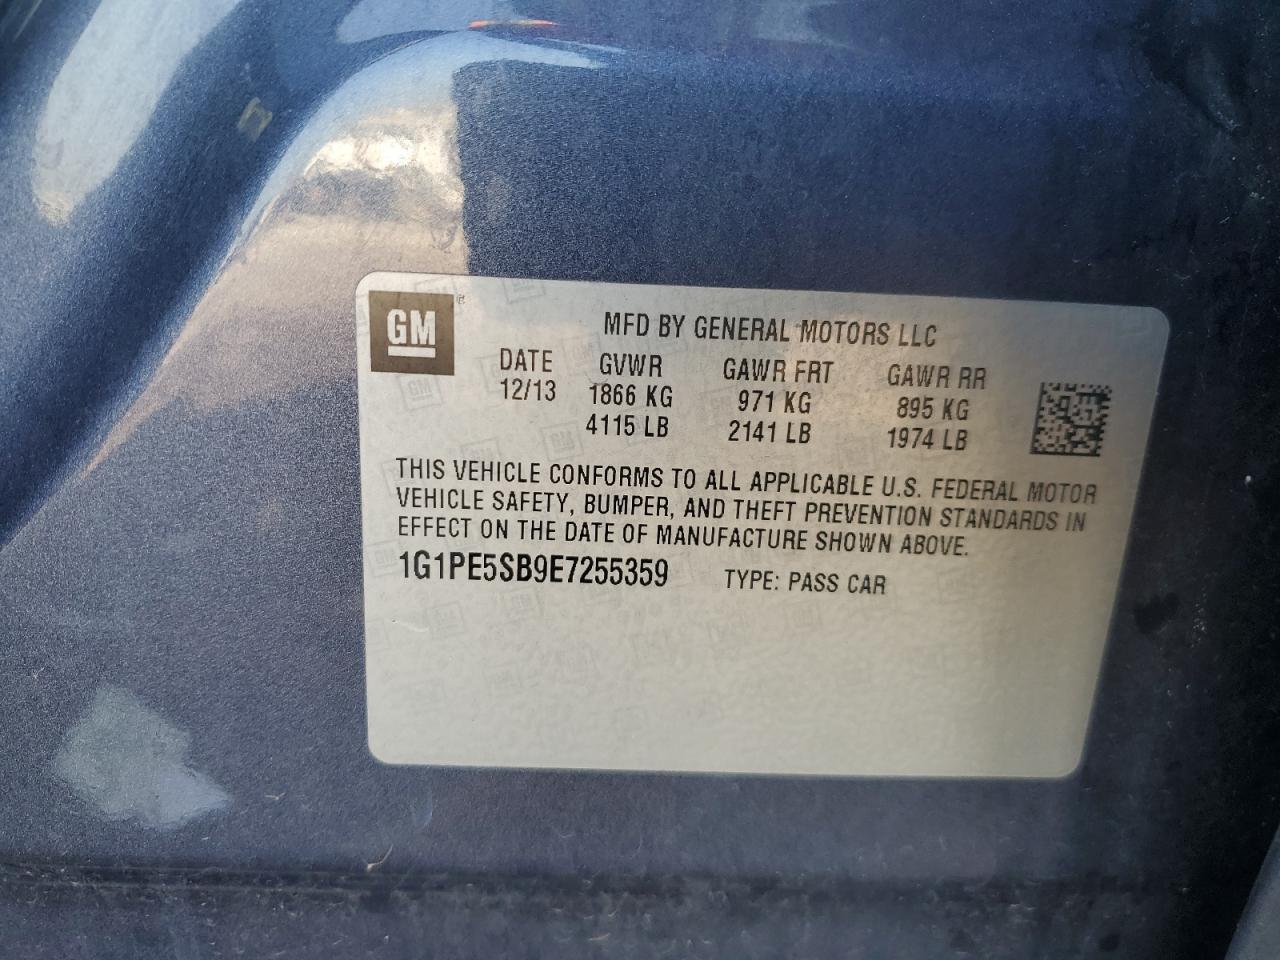 GM ®
MFD BY GENERAL MOTORS LLC
DATE GVWR GAWR FRT GAWR RR
12/13 1866 KG 971 KG 895 KG
4115 LB 2141 LB 1974 LB
THIS VEHICLE CONFORMS TO ALL APPLICABLE U.S. FEDERAL MOTOR
VEHICLE SAFETY, BUMPER, AND THEFT PREVENTION STANDARDS IN
EFFECT ON THE DATE OF MANUFACTURE SHOWN ABOVE.
1G1PE5SB9E7255359 TYPE: PASS CAR